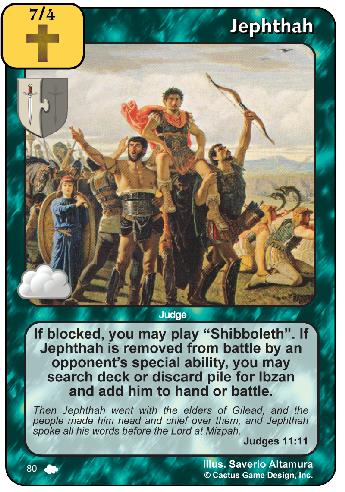 7/4
Jephthah
Judge
If blocked, you may play “Shibboleth”. If
Jephthah is removed from battle by an
opponent's special ability, you may
search deck or discard pile for Ibzan
and add him to hand or battle.
Then Jephthah went with the elders of Gilead, and the
people made him head and chief over them, and Jephthah
spoke all his words before the Lord at Mizpah.
Judges 11:11
80
Illus. Saverio Altamura
© Cactus Game Design, Inc.